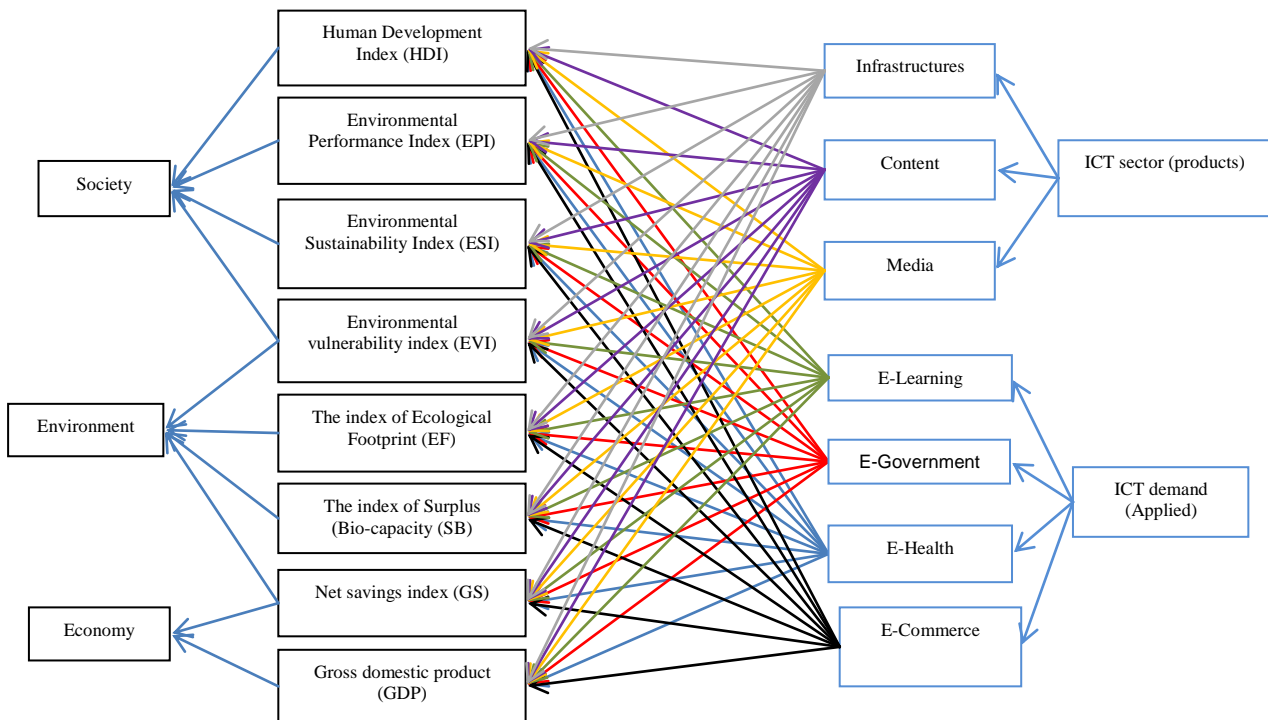 Human Development
Index (HDI)
Environmental
Performance Index (EPI)
Environmental
Sustainability Index (ESI)
Environmental
vulnerability index (EVI)
The index of Ecological
Footprint (EF)
The index of Surplus
(Bio-capacity (SB)
Net savings index (GS)
Gross domestic product
(GDP)
Society
Environment
Economy
Infrastructures
Content
Media
E-Learning
E-Government
E-Health
E-Commerce
ICT sector (products)
ICT demand
(Applied)